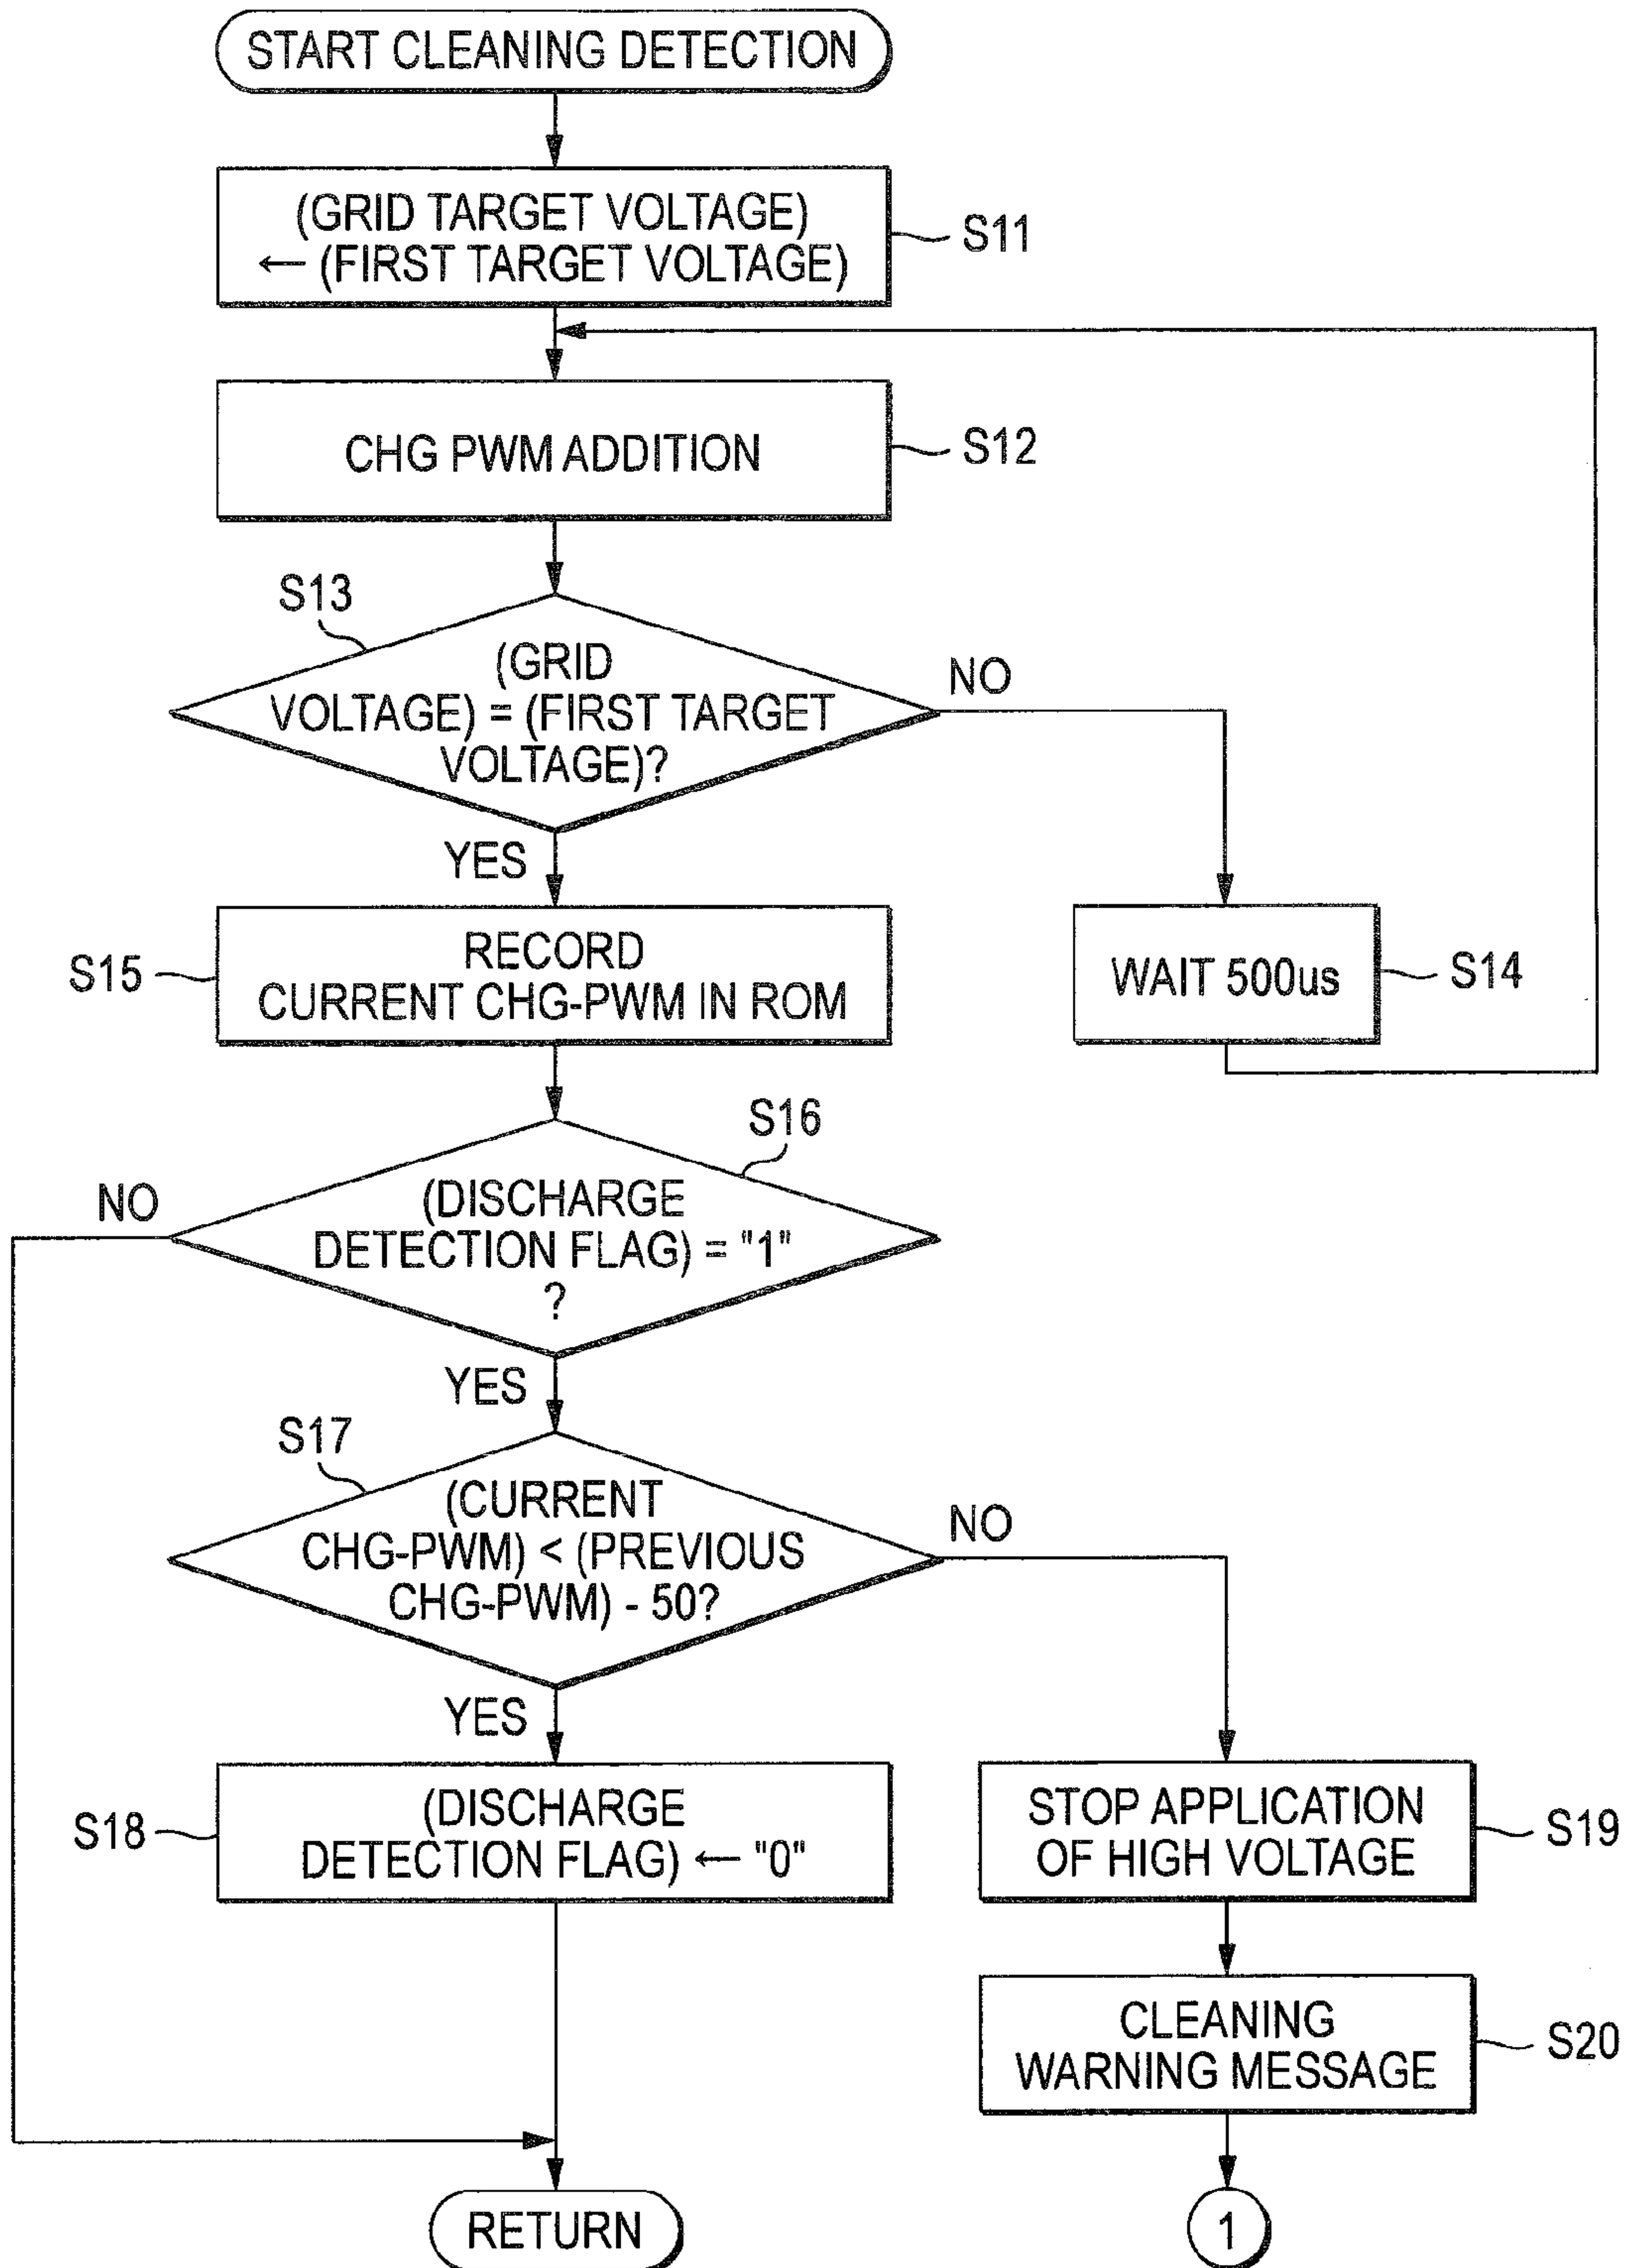 START CLEANING DETECTION
(GRID TARGET VOLTAGE)
← (FIRST TARGET VOLTAGE)
S11
CHG PWM ADDITION
S12
S13
(GRID
VOLTAGE) = (FIRST TARGET
VOLTAGE)?
NO
YES
S15
RECORD
CURRENT CHG-PWM IN ROM
WAIT 500us
S14
S16
NO
(DISCHARGE
DETECTION FLAG) = "1"
?
YES
S17
(CURRENT
CHG-PWM) < (PREVIOUS
CHG-PWM) - 50?
NO
YES
S18
(DISCHARGE
DETECTION FLAG) ← "0"
STOP APPLICATION
OF HIGH VOLTAGE
S19
CLEANING
WARNING MESSAGE
S20
RETURN
1